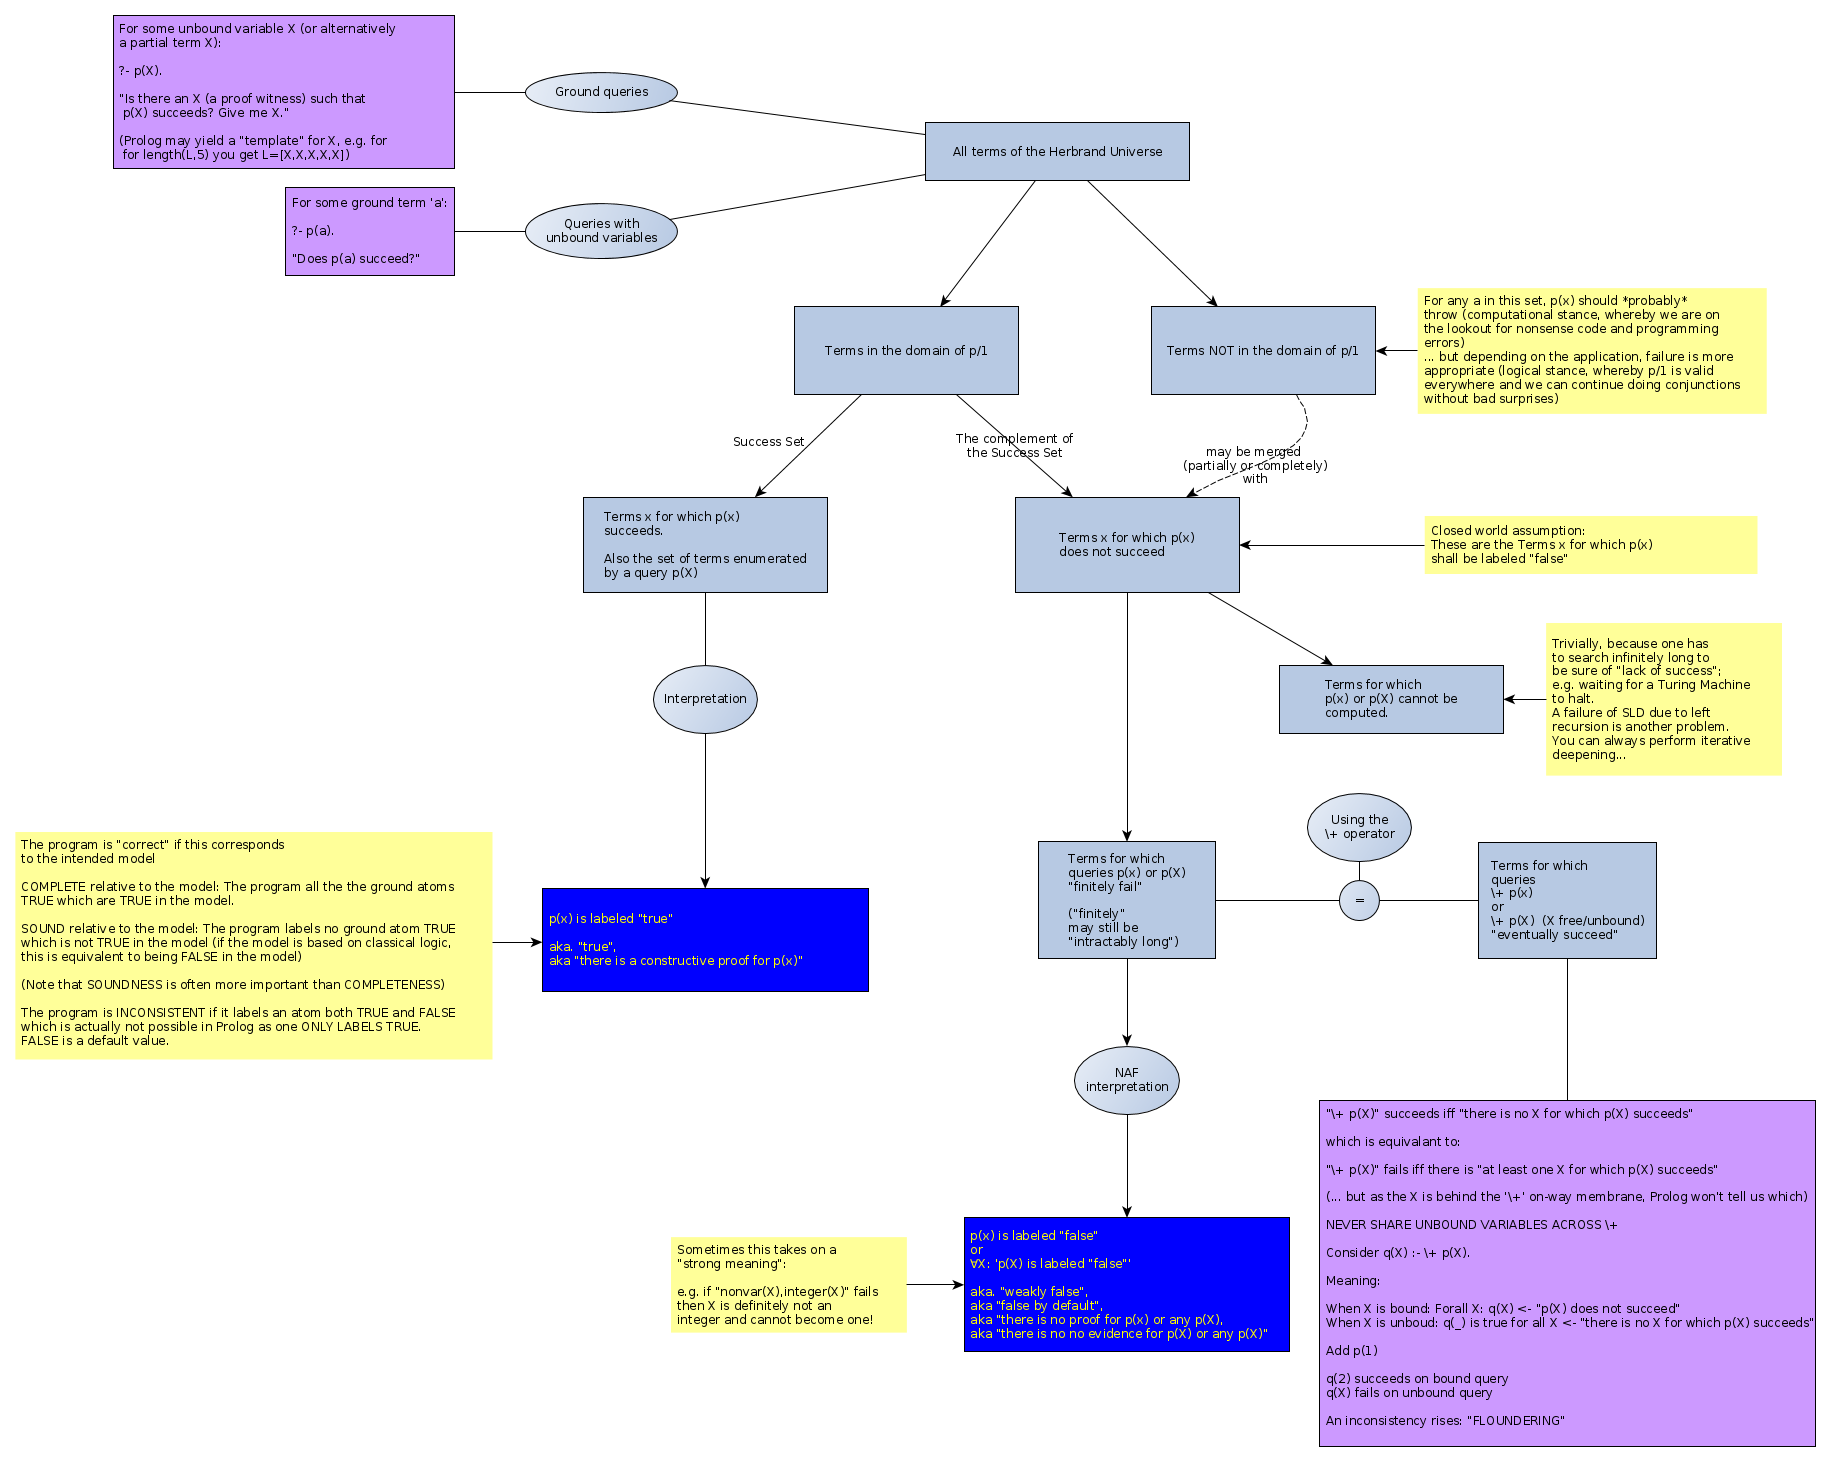 For some unbound variable X (or alternatively
a partial term X):
?- p(X).
"Is there an X (a proof witness) such that
p(X) succeeds? Give me X."
(Prolog may yield a "template" for X, e.g. for
for length(L,5) you get L=[X,X,X,X,X])
Ground queries
All terms of the Herbrand Universe
For some ground term 'a':
?- p(a).
"Does p(a) succeed?"
Queries with
unbound variables
Terms in the domain of p/1
Terms NOT in the domain of p/1
For any a in this set, p(x) should *probably*
throw (computational stance, whereby we are on
the lookout for nonsense code and programming
errors)
... but depending on the application, failure is more
appropriate (logical stance, whereby p/1 is valid
everywhere and we can continue doing conjunctions
without bad surprises)
Success Set
The complement of
the Success Set
may be merged
(partially or completely)
with
Terms x for which p(x)
succeeds.
Also the set of terms enumerated
by a query p(X)
Terms x for which p(x)
does not succeed
Closed world assumption:
These are the Terms x for which p(x)
shall be labeled "false"
Interpretation
Terms for which
p(x) or p(X) cannot be
computed.
Trivially, because one has
to search infinitely long to
be sure of "lack of success";
e.g. waiting for a Turing Machine
to halt.
A failure of SLD due to left
recursion is another problem.
You can always perform iterative
deepening...
Using the
\+ operator
The program is "correct" if this corresponds
to the intended model
COMPLETE relative to the model: The program all the the ground atoms
TRUE which are TRUE in the model.
SOUND relative to the model: The program labels no ground atom TRUE
which is not TRUE in the model (if the model is based on classical logic,
this is equivalent to being FALSE in the model)
(Note that SOUNDNESS is often more important than COMPLETENESS)
The program is INCONSISTENT if it labels an atom both TRUE and FALSE
which is actually not possible in Prolog as one ONLY LABELS TRUE.
FALSE is a default value.
p(x) is labeled "true"
aka. "true",
aka "there is a constructive proof for p(x)"
Terms for which
queries p(x) or p(X)
"finitely fail"
("finitely"
may still be
"intractably long")
=
Terms for which
queries
\+ p(x)
or
\+ p(X) (X free/unbound)
"eventually succeed"
NAF
interpretation
Sometimes this takes on a
"strong meaning":
e.g. if "nonvar(X),integer(X)" fails
then X is definitely not an
integer and cannot become one!
p(x) is labeled "false"
or
∀X: 'p(X) is labeled "false"'
aka. "weakly false",
aka "false by default",
aka "there is no proof for p(x) or any p(X),
aka "there is no no evidence for p(X) or any p(X)"
"\+ p(X)" succeeds iff "there is no X for which p(X) succeeds"
which is equivalant to:
"\+ p(X)" fails iff there is "at least one X for which p(X) succeeds"
(... but as the X is behind the '\+' on-way membrane, Prolog won't tell us which)
NEVER SHARE UNBOUND VARIABLES ACROSS \+
Consider q(X) :- \+ p(X).
Meaning:
When X is bound: Forall X: q(X) <- "p(X) does not succeed"
When X is unboud: q(_) is true for all X <- "there is no X for which p(X) succeeds"
Add p(1)
q(2) succeeds on bound query
q(X) fails on unbound query
An inconsistency rises: "FLOUNDERING"